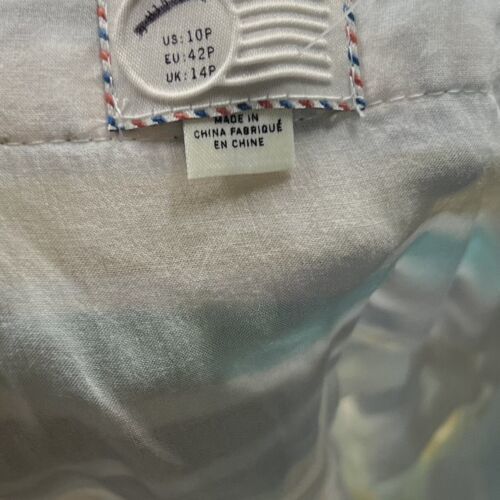 US: 10P
EU: 42P
UK: 14P
MADE IN
CHINA FABRIQUÉ
EN CHINE